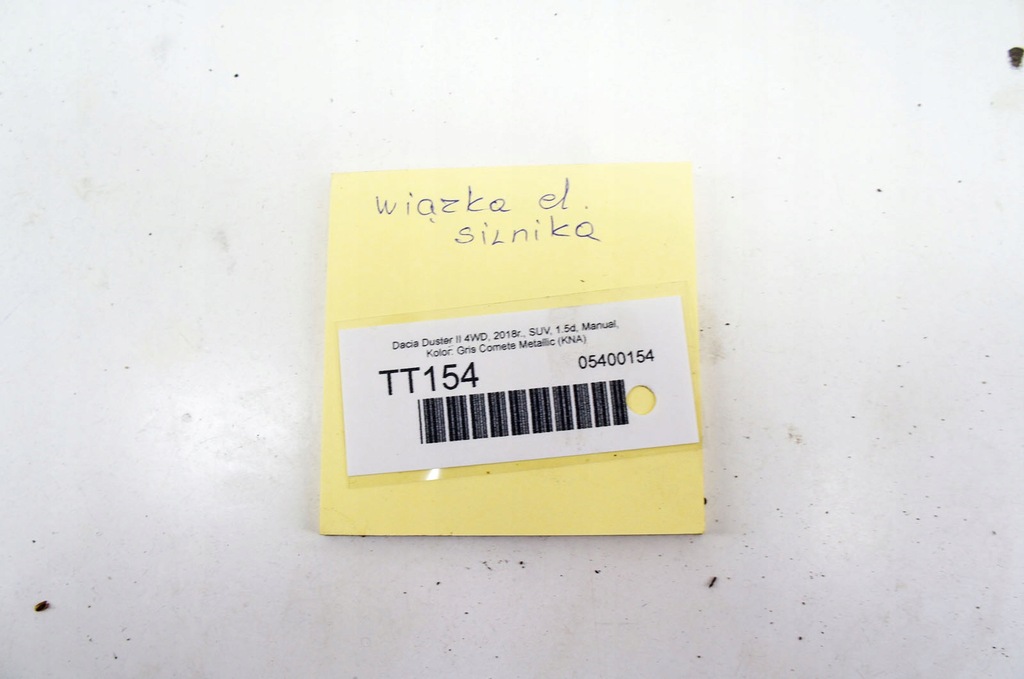 wiązka el.
silnika
Dacia Duster II 4WD, 2018r., SUV, 1.5d, Manual,
Kolor: Gris Comete Metallic (KNA)
TT154 05400154